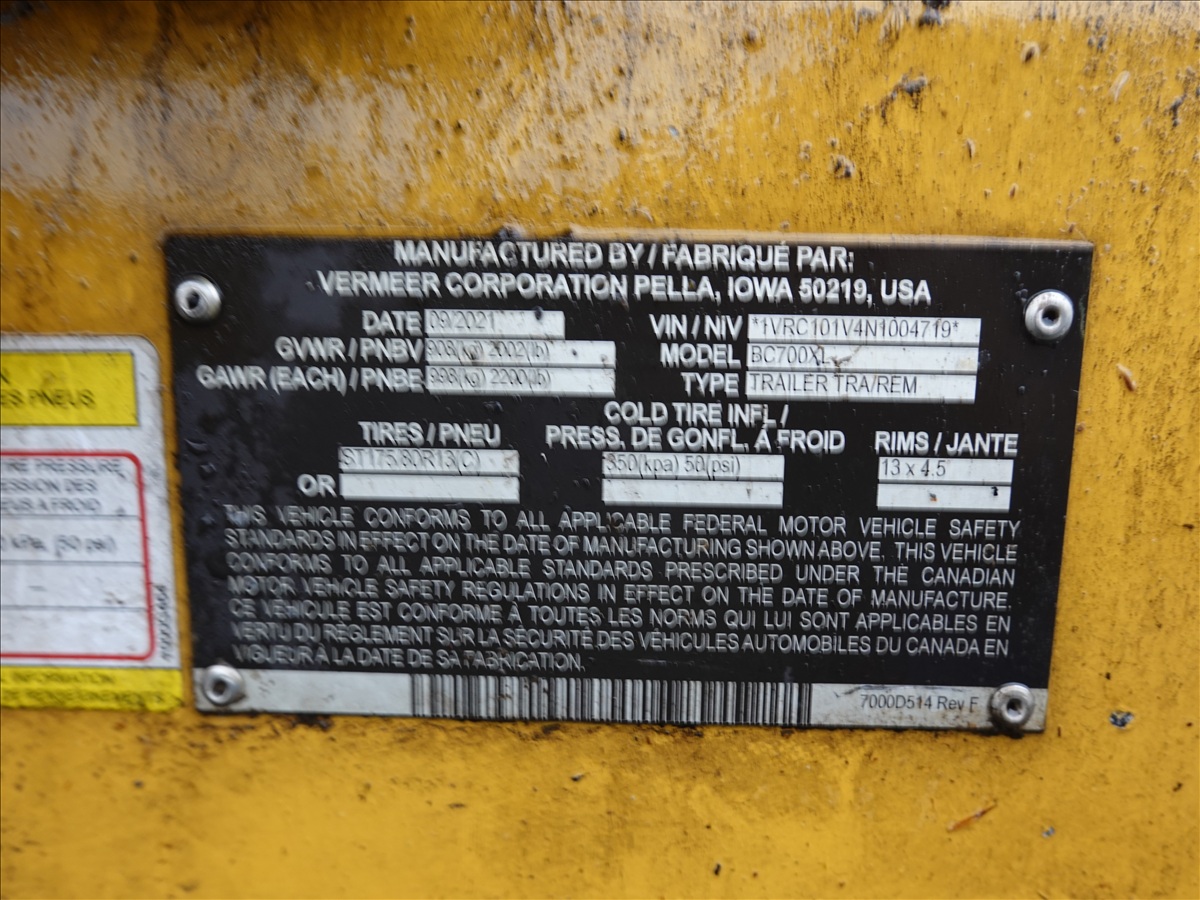 MANUFACTURED BY / FABRIQUÉ PAR:
VERMEER CORPORATION PELLA, IOWA 50219, USA
DATE 09/2021
VIN / NIV *1VRC101V4N1004719*
GVWR / PNBV 908(kg) 2002(lb)
MODEL BC700XL
GAWR (EACH) / PNBE 998(kg) 2200(lb)
TYPE TRAILER TRA/REM
TIRES / PNEU
COLD TIRE INFL /
PRESS. DE GONFL. À FROID
RIMS / JANTE
ST175/80R13(C)
350(kpa) 50(psi)
13 x 4.5
OR
THIS VEHICLE CONFORMS TO ALL APPLICABLE FEDERAL MOTOR VEHICLE SAFETY
STANDARDS IN EFFECT ON THE DATE OF MANUFACTURING SHOWN ABOVE. THIS VEHICLE
CONFORMS TO ALL APPLICABLE STANDARDS PRESCRIBED UNDER THE CANADIAN
MOTOR VEHICLE SAFETY REGULATIONS IN EFFECT ON THE DATE OF MANUFACTURE.
CE VÉHICULE EST CONFORME À TOUTES LES NORMS QUI LUI SONT APPLICABLES EN
VERTU DU RÈGLEMENT SUR LA SÉCURITÉ DES VÉHICULES AUTOMOBILES DU CANADA EN
VIGUEUR À LA DATE DE SA FABRICATION.
7000D514 Rev F
ES PNEUS
PRESSURE
SSION DES
EUS À FROID
kPa, (50 psi)
INFORMATION